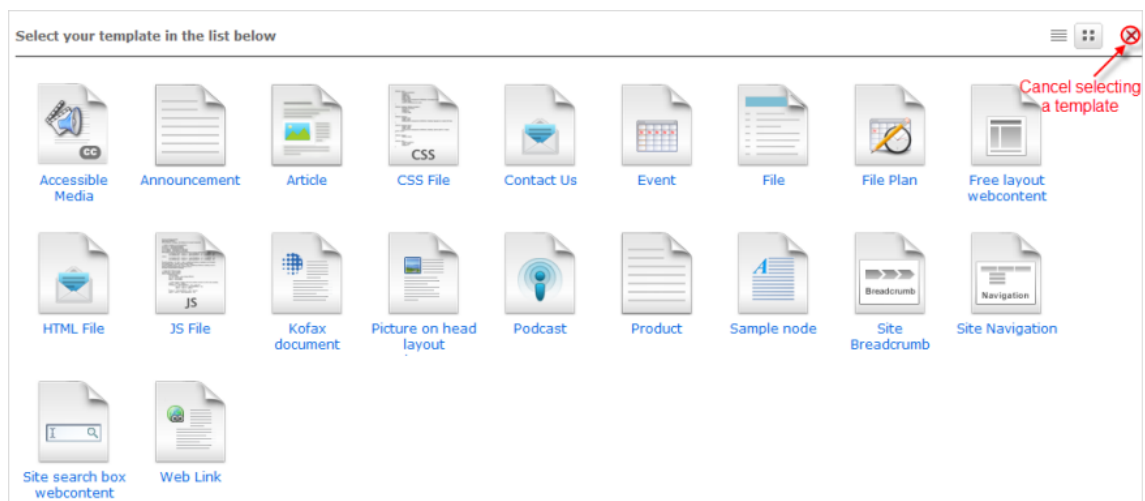 Select your template in the list below
Cancel selecting
a template
CC
CSS
Accessible
Media
Announcement
Article
CSS File
Contact Us
Event
File
File Plan
Free layout
webcontent
JS
Breadcrumb
Navigation
HTML File
JS File
Kofax
document
Picture on head
layout
Podcast
Product
Sample node
Site
Breadcrumb
Site Navigation
Site search box
webcontent
Web Link